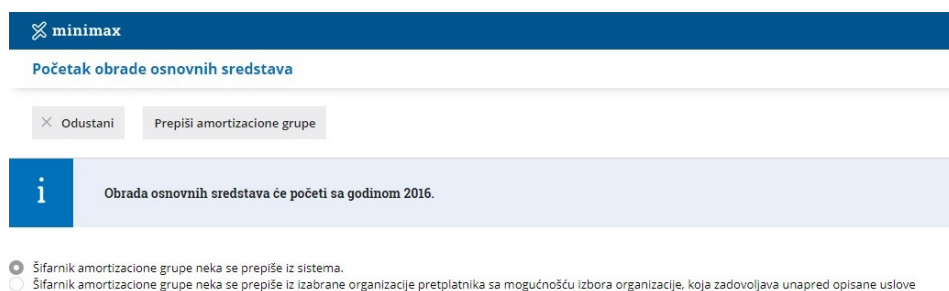 minimax
Početak obrade osnovnih sredstava
Odustani Prepiši amortizacione grupe
i Obrada osnovnih sredstava će početi sa godinom 2016.
Šifarnik amortizacione grupe neka se prepiše iz sistema.
Šifarnik amortizacione grupe neka se prepiše iz izabrane organizacije pretplatnika sa mogućnošću izbora organizacije, koja zadovoljava unapred opisane uslove